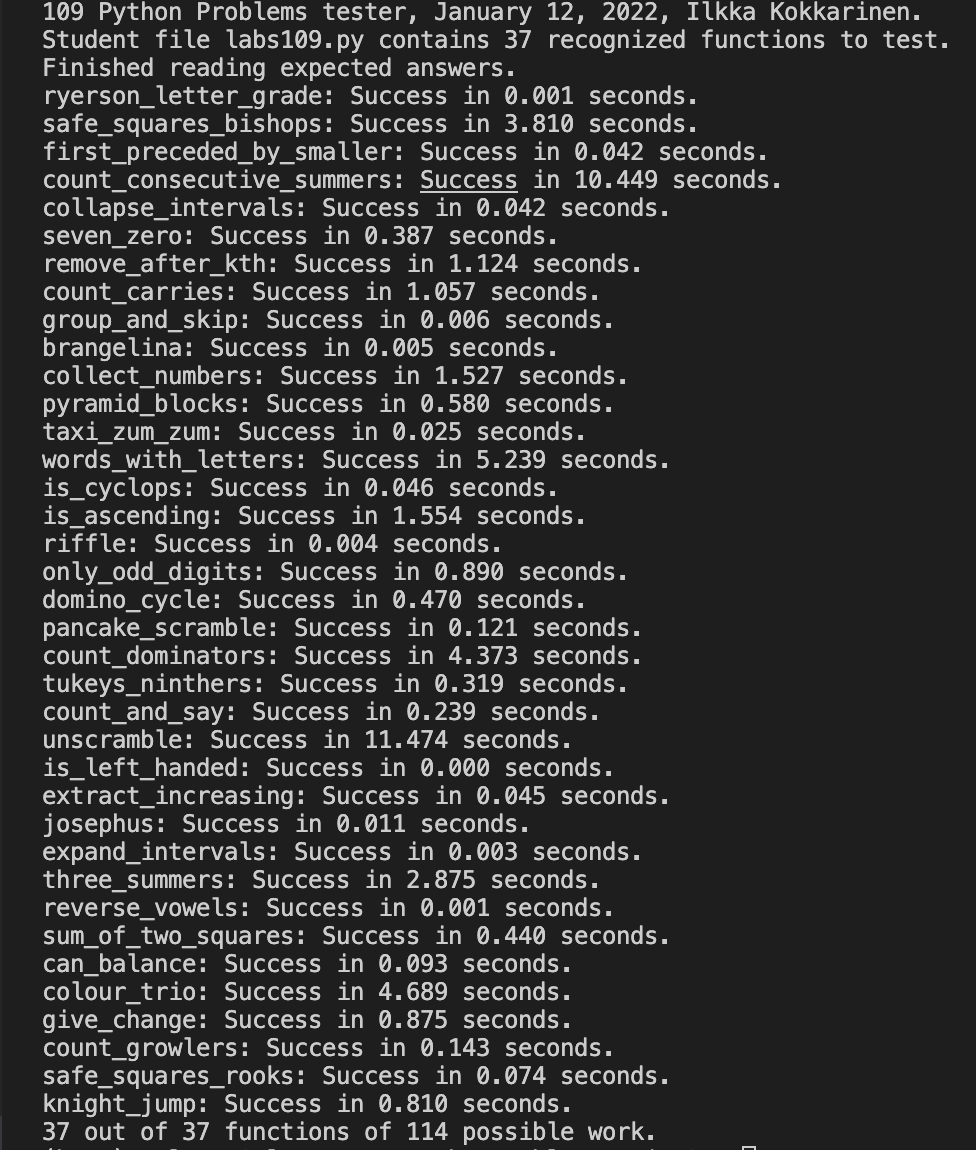 109 Python Problems tester, January 12, 2022, Ilkka Kokkarinen.
Student file labs109.py contains 37 recognized functions to test.
Finished reading expected answers.
ryerson_letter_grade: Success in 0.001 seconds.
safe_squares_bishops: Success in 3.810 seconds.
first_preceded_by_smaller: Success in 0.042 seconds.
count_consecutive_summers: Success in 10.449 seconds.
collapse_intervals: Success in 0.042 seconds.
seven_zero: Success in 0.387 seconds.
remove_after_kth: Success in 1.124 seconds.
count_carries: Success in 1.057 seconds.
group_and_skip: Success in 0.006 seconds.
brangelina: Success in 0.005 seconds.
collect_numbers: Success in 1.527 seconds.
pyramid_blocks: Success in 0.580 seconds.
taxi_zum_zum: Success in 0.025 seconds.
words_with_letters: Success in 5.239 seconds.
is_cyclops: Success in 0.046 seconds.
is_ascending: Success in 1.554 seconds.
riffle: Success in 0.004 seconds.
only_odd_digits: Success in 0.890 seconds.
domino_cycle: Success in 0.470 seconds.
pancake_scramble: Success in 0.121 seconds.
count_dominators: Success in 4.373 seconds.
tukeys_ninthers: Success in 0.319 seconds.
count_and_say: Success in 0.239 seconds.
unscramble: Success in 11.474 seconds.
is_left_handed: Success in 0.000 seconds.
extract_increasing: Success in 0.045 seconds.
josephus: Success in 0.011 seconds.
expand_intervals: Success in 0.003 seconds.
three_summers: Success in 2.875 seconds.
reverse_vowels: Success in 0.001 seconds.
sum_of_two_squares: Success in 0.440 seconds.
can_balance: Success in 0.093 seconds.
colour_trio: Success in 4.689 seconds.
give_change: Success in 0.875 seconds.
count_growlers: Success in 0.143 seconds.
safe_squares_rooks: Success in 0.074 seconds.
knight_jump: Success in 0.810 seconds.
37 out of 37 functions of 114 possible work.